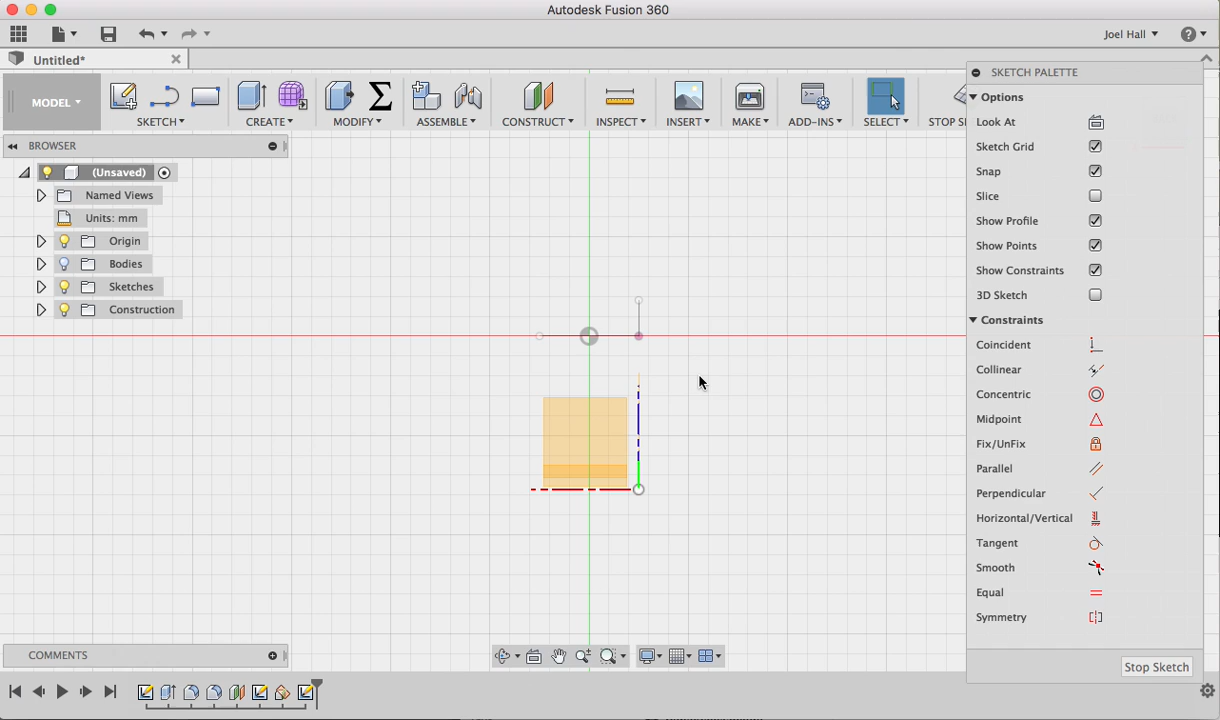 Autodesk Fusion 360
Joel Hall
Untitled*
MODEL
SKETCH
CREATE
MODIFY
ASSEMBLE
CONSTRUCT
INSPECT
INSERT
MAKE
ADD-INS
SELECT
STOP S
SKETCH PALETTE
Options
Look At
Sketch Grid
Snap
Slice
Show Profile
Show Points
Show Constraints
3D Sketch
Constraints
Coincident
Collinear
Concentric
Midpoint
Fix/UnFix
Parallel
Perpendicular
Horizontal/Vertical
Tangent
Smooth
Equal
Symmetry
Stop Sketch
BROWSER
(Unsaved)
Named Views
Units: mm
Origin
Bodies
Sketches
Construction
COMMENTS